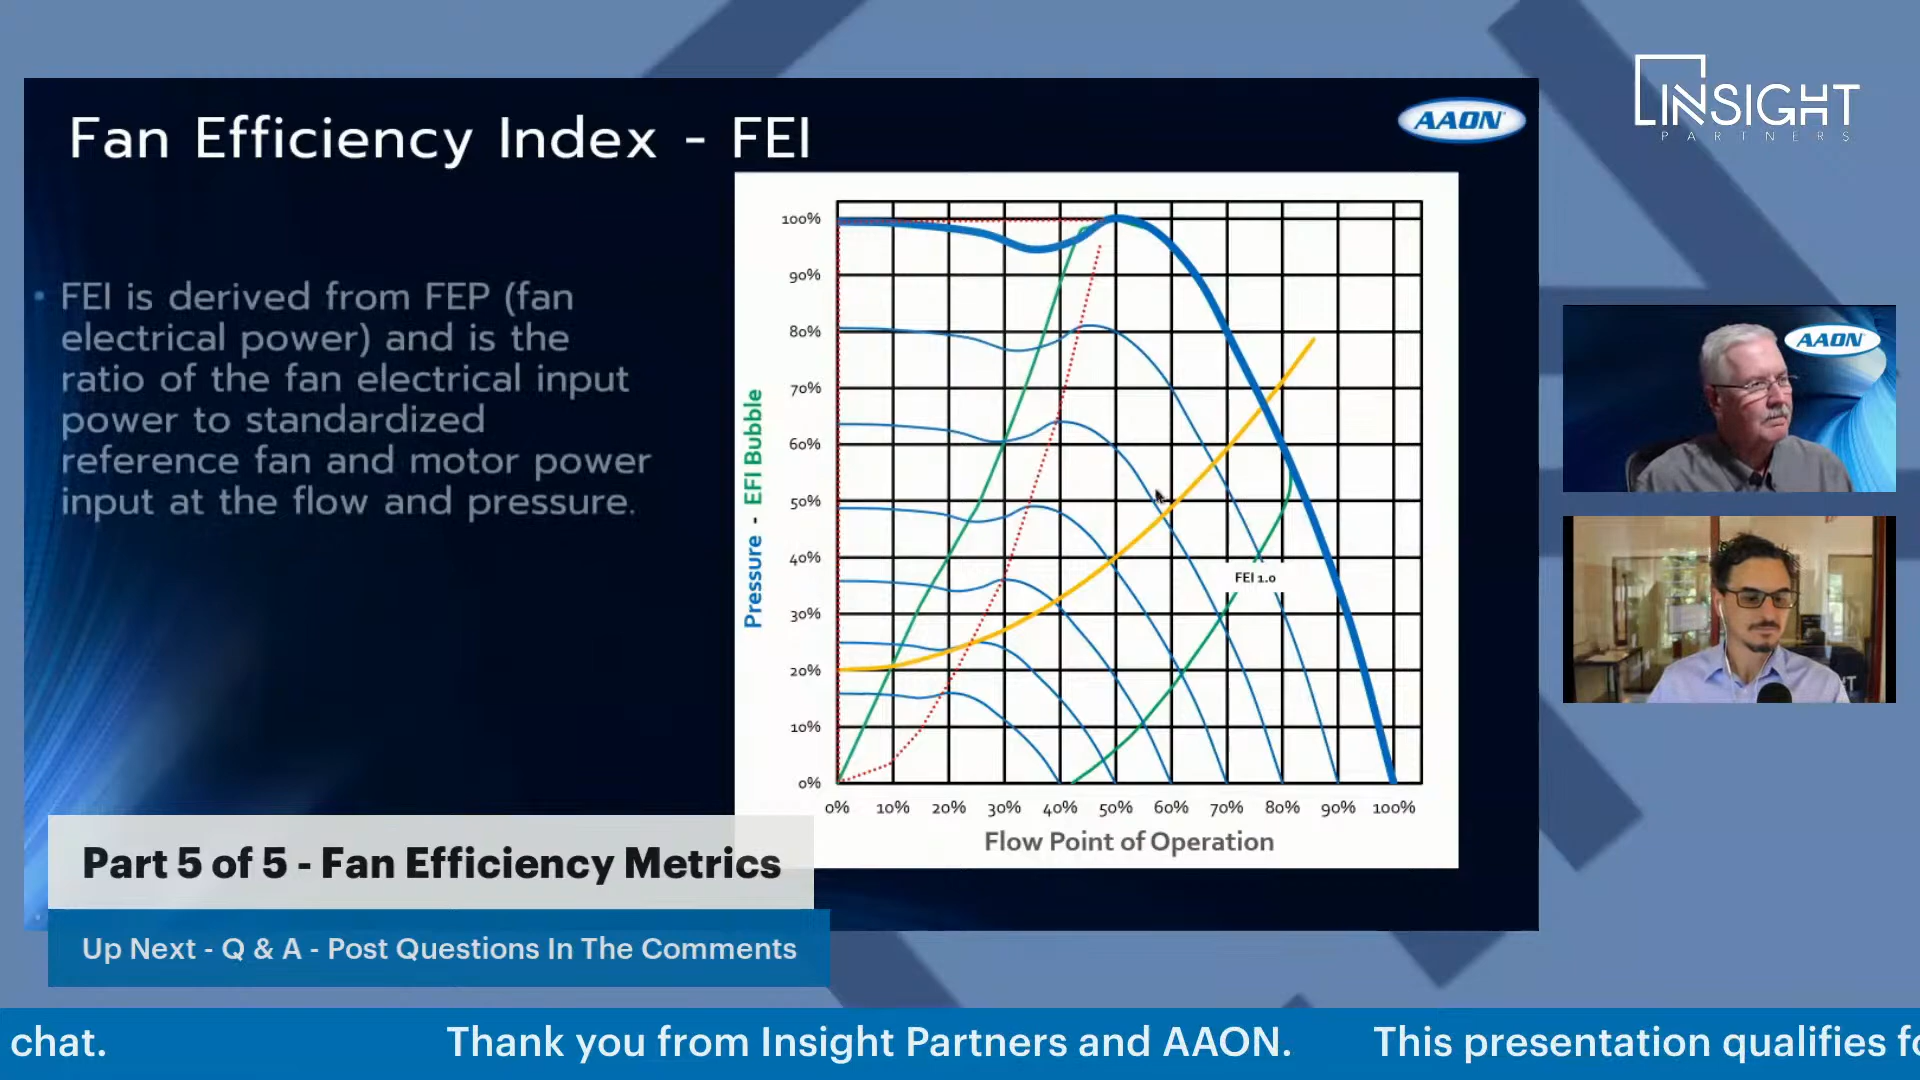 INSIGHT
PARTNERS
Fan Efficiency Index - FEI
AAON
• FEI is derived from FEP (fan
electrical power) and is the
ratio of the fan electrical input
power to standardized
reference fan and motor power
input at the flow and pressure.
Pressure - EFI Bubble
100%
90%
80%
70%
60%
50%
40%
30%
20%
10%
0%
FEI 1.0
0% 10% 20% 30% 40% 50% 60% 70% 80% 90% 100%
Flow Point of Operation
AAON
Part 5 of 5 - Fan Efficiency Metrics
Up Next - Q & A - Post Questions In The Comments
chat. Thank you from Insight Partners and AAON. This presentation qualifies fo